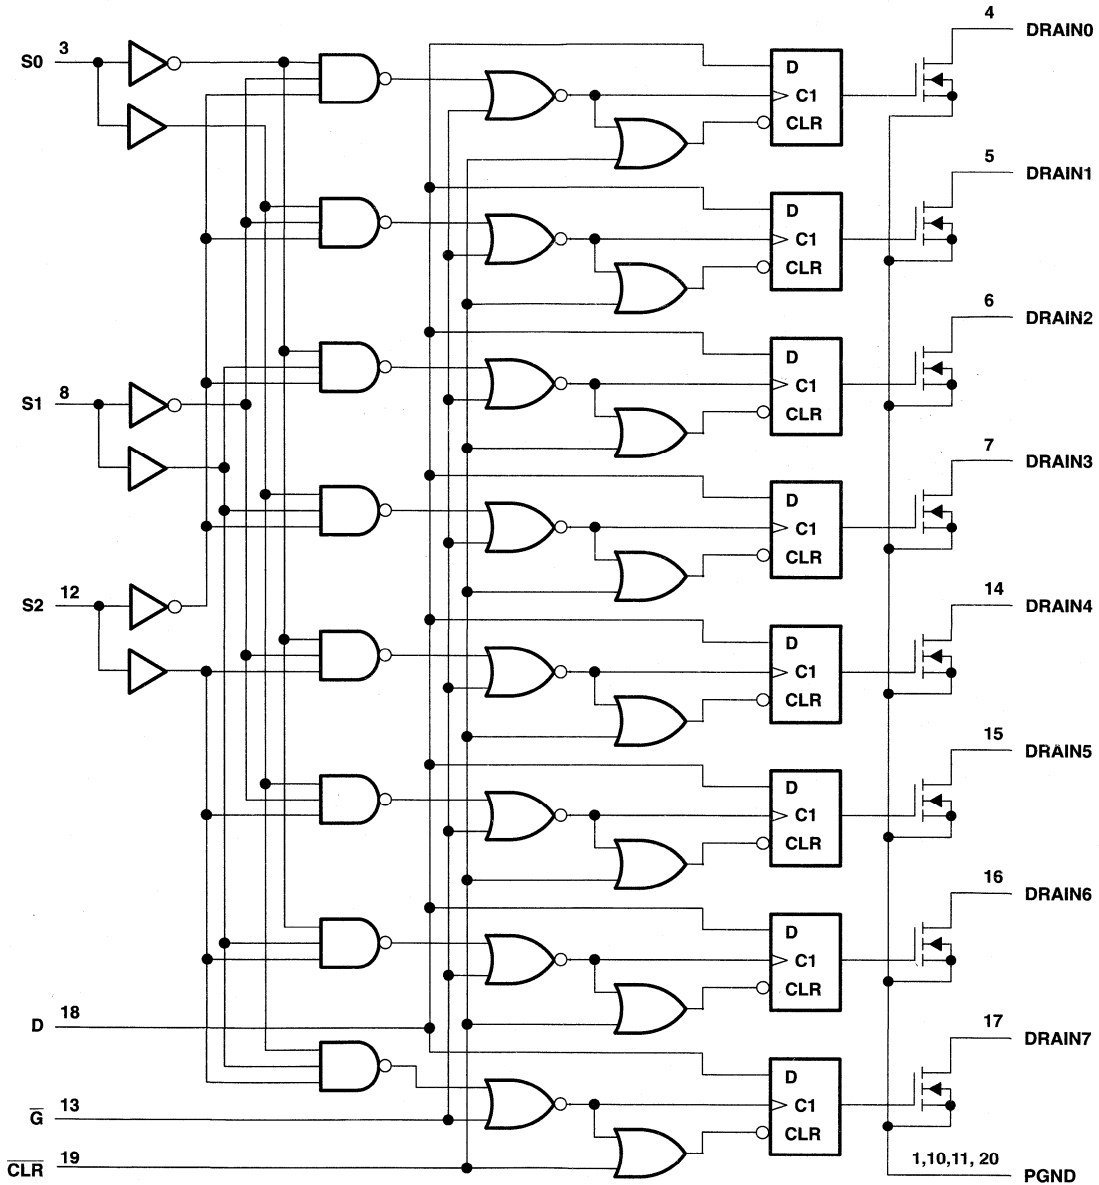 4
DRAIN0
3
S0
D
C1
CLR
5
DRAIN1
D
C1
CLR
6
DRAIN2
D
C1
CLR
8
S1
7
DRAIN3
D
C1
CLR
12
S2
14
DRAIN4
D
C1
CLR
15
DRAIN5
D
C1
CLR
16
DRAIN6
D
C1
CLR
D 18
17
DRAIN7
D
C1
CLR
G 13
CLR 19
1,10,11, 20
PGND